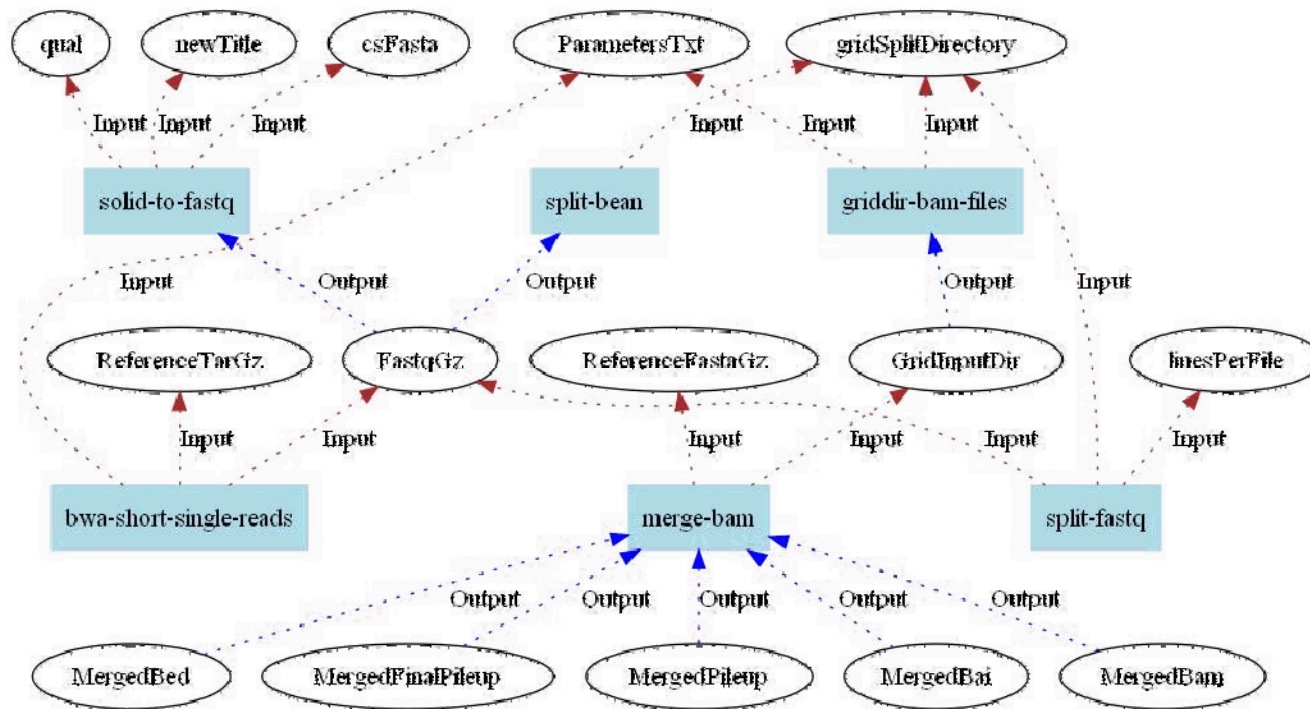 qual
newTitle
csFasta
ParametersTxt
gridSplitDirectory
Input
Input
Input
Input
Input
Input
solid-to-fastq
split-bean
griddir-bam-files
Input
Output
Output
Output
Input
ReferenceTarGz
FastqGz
ReferenceFastaGz
GridInputDir
linesPerFile
Input
Input
Input
Input
Input
Input
bwa-short-single-reads
merge-bam
split-fastq
Output
Output
Output
Output
Output
MergedBed
MergedFinalPileup
MergedPileup
MergedBai
MergedBam